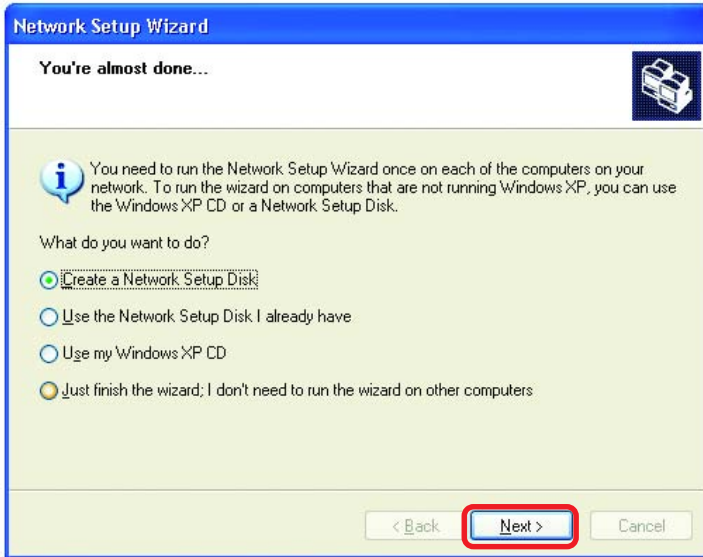 Network Setup Wizard
You're almost done...
You need to run the Network Setup Wizard once on each of the computers on your
network. To run the wizard on computers that are not running Windows XP, you can use
the Windows XP CD or a Network Setup Disk.
What do you want to do?
Create a Network Setup Disk
Use the Network Setup Disk I already have
Use my Windows XP CD
Just finish the wizard; I don't need to run the wizard on other computers
< Back
Next >
Cancel